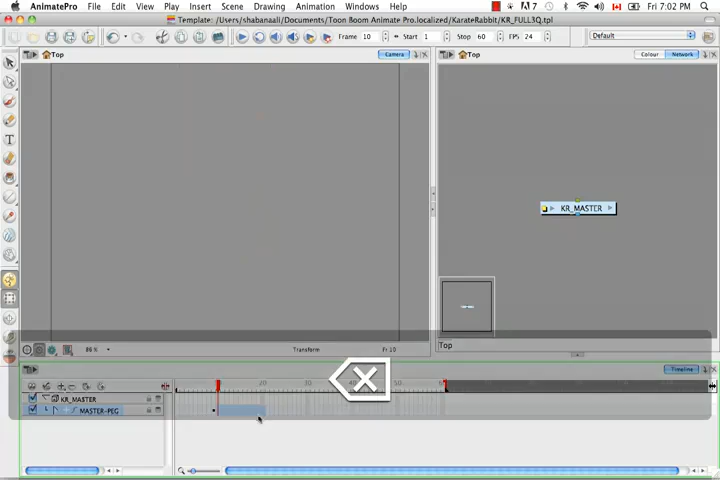 AnimatePro File Edit View Play Insert Scene Drawing Animation Windows Help 7 Fri 7:02 PM
Template: /Users/shabanaali/Documents/Toon Boom Animate Pro.localized/KarateRabbit/KR_FULL3Q.tpl
Frame 10 Start 1 Stop 60 FPS 24 Default
Top Camera
Top Colour Network
KR_MASTER
Top
86 % Transform Fr 10
Timeline
20 50 60
KR_MASTER
MASTER-PEG